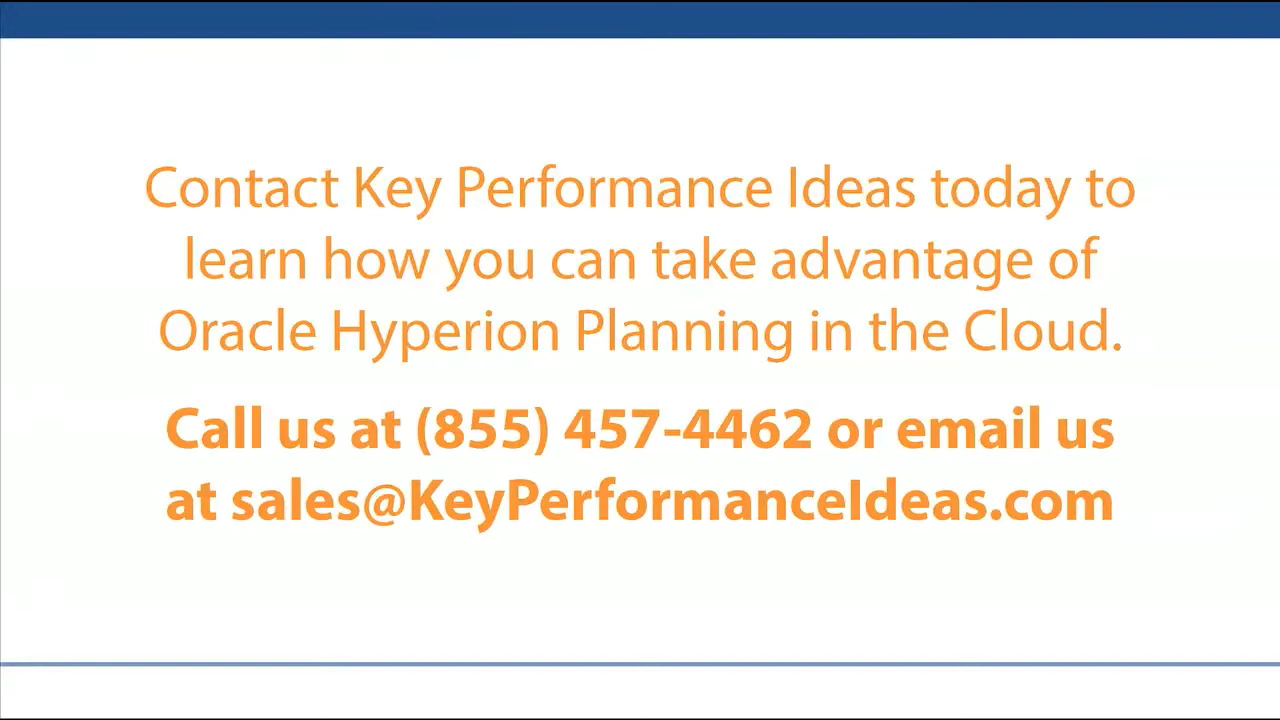 Contact Key Performance Ideas today to
learn how you can take advantage of
Oracle Hyperion Planning in the Cloud.
Call us at (855) 457-4462 or email us
at sales@KeyPerformanceIdeas.com